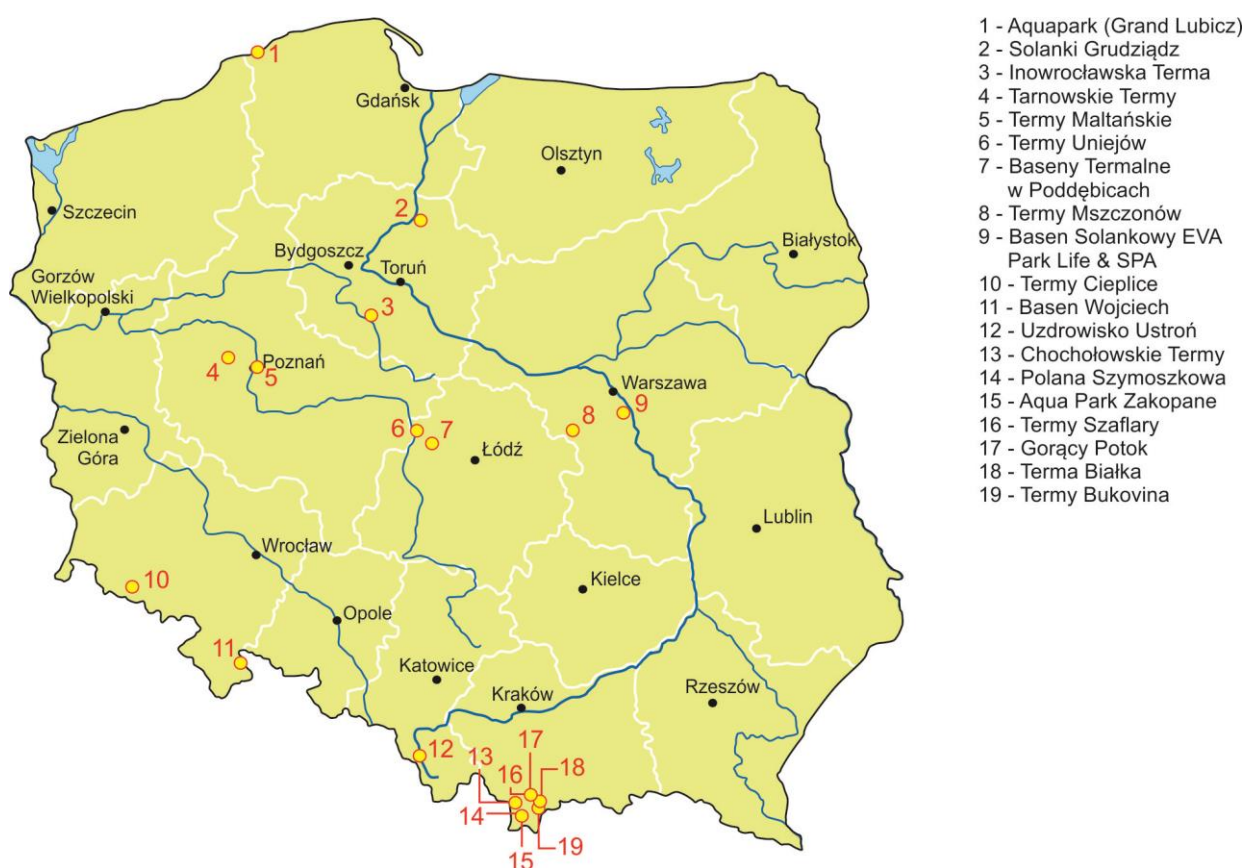 1
Gdańsk
Olsztyn
Szczecin
2
Białystok
Bydgoszcz
Toruń
Gorzów
Wielkopolski
3
4
Poznań
5
Warszawa
9
8
6
7
Zielona
Góra
Łódź
Lublin
Wrocław
10
Kielce
Opole
11
Katowice
Kraków
Rzeszów
12
13
17
16
18
14
15
19
1 - Aquapark (Grand Lubicz)
2 - Solanki Grudziądz
3 - Inowrocławska Terma
4 - Tarnowskie Termy
5 - Termy Maltańskie
6 - Termy Uniejów
7 - Baseny Termalne
w Poddębicach
8 - Termy Mszczonów
9 - Basen Solankowy EVA
Park Life & SPA
10 - Termy Cieplice
11 - Basen Wojciech
12 - Uzdrowisko Ustroń
13 - Chochołowskie Termy
14 - Polana Szymoszkowa
15 - Aqua Park Zakopane
16 - Termy Szaflary
17 - Gorący Potok
18 - Terma Białka
19 - Termy Bukovina